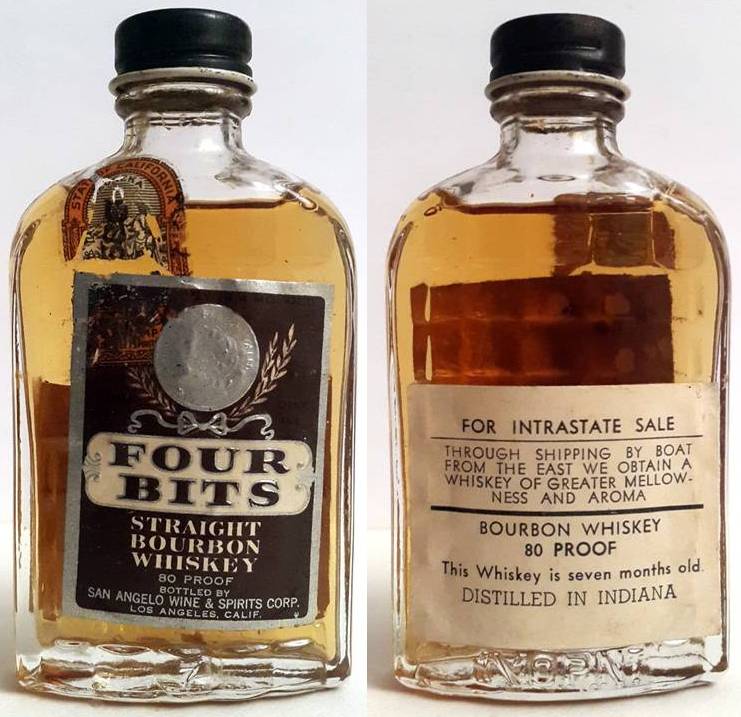 STATE OF CALIFORNIA
FOUR
BITS
STRAIGHT
BOURBON
WHISKEY
80 PROOF
BOTTLED BY
SAN ANGELO WINE & SPIRITS CORP.
LOS ANGELES, CALIF.
FOR INTRASTATE SALE
THROUGH SHIPPING BY BOAT
FROM THE EAST WE OBTAIN A
WHISKEY OF GREATER MELLOW-
NESS AND AROMA
BOURBON WHISKEY
80 PROOF
This Whiskey is seven months old.
DISTILLED IN INDIANA